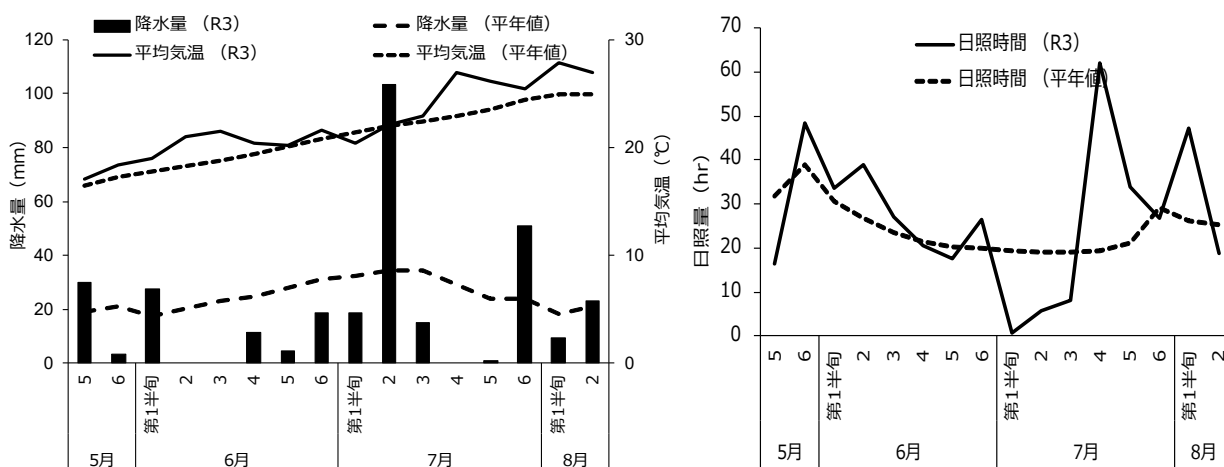 降水量 （R3）
降水量 （平年値）
平均気温 （R3）
平均気温 （平年値）
120
100
80
60
40
20
0
降水量（mm）
30
20
10
0
平均気温（℃）
5 6 第1半旬 2 3 4 5 6 第1半旬 2 3 4 5 6 第1半旬 2
5月 6月 7月 8月
日照時間 （R3）
日照時間 （平年値）
70
60
50
40
30
20
10
0
日照量（hr）
5 6 第1半旬 2 3 4 5 6 第1半旬 2 3 4 5 6 第1半旬 2
5月 6月 7月 8月